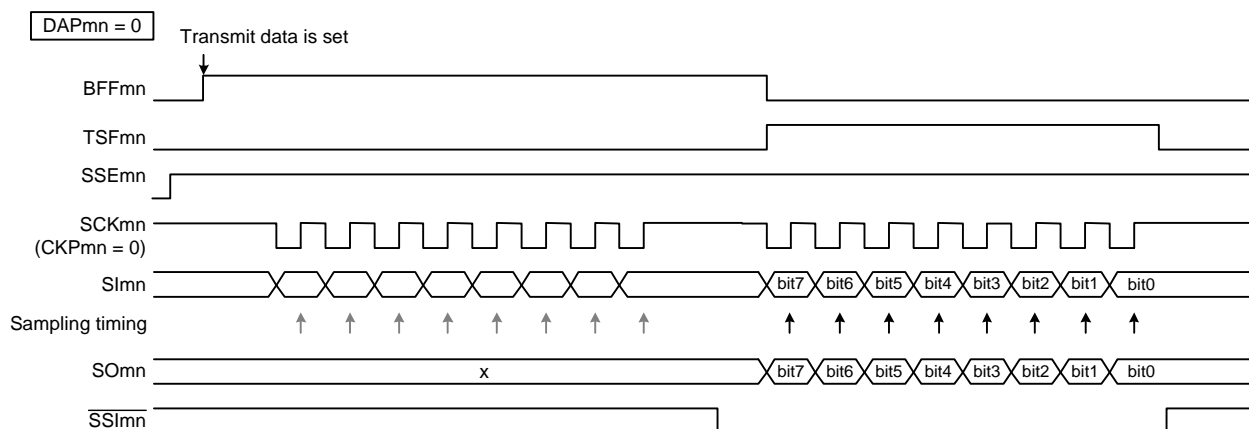 DAPmn = 0
Transmit data is set
BFFmn
TSFmn
SSEmn
SCKmn
(CKPmn = 0)
SImn
bit7 bit6 bit5 bit4 bit3 bit2 bit1 bit0
Sampling timing
SOmn
x
bit7 bit6 bit5 bit4 bit3 bit2 bit1 bit0
SSImn